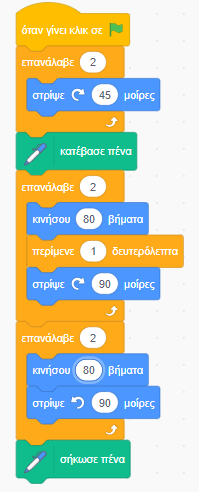 όταν γίνει κλικ σε
επανάλαβε 2
στρίψε 45 μοίρες
κατέβασε πένα
επανάλαβε 2
κινήσου 80 βήματα
περίμενε 1 δευτερόλεπτα
στρίψε 90 μοίρες
επανάλαβε 2
κινήσου 80 βήματα
στρίψε 90 μοίρες
σήκωσε πένα